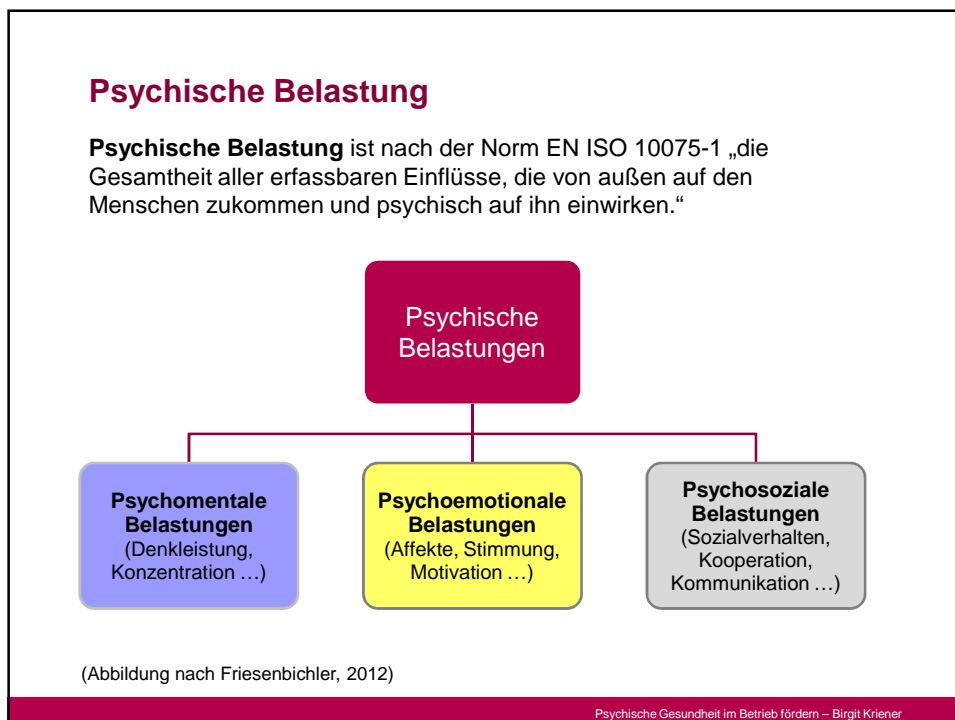 Psychische Belastung
Psychische Belastung ist nach der Norm EN ISO 10075-1 „die
Gesamtheit aller erfassbaren Einflüsse, die von außen auf den
Menschen zukommen und psychisch auf ihn einwirken.“
Psychische
Belastungen
Psychomentale
Belastungen
(Denkleistung,
Konzentration …)
Psychoemotionale
Belastungen
(Affekte, Stimmung,
Motivation …)
Psychosoziale
Belastungen
(Sozialverhalten,
Kooperation,
Kommunikation …)
(Abbildung nach Friesenbichler, 2012)
Psychische Gesundheit im Betrieb fördern – Birgit Kriener